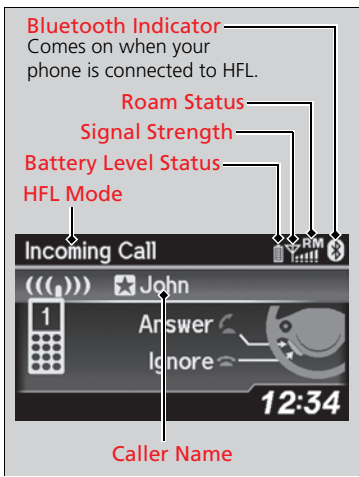 Bluetooth Indicator
Comes on when your
phone is connected to HFL.
Roam Status
Signal Strength
Battery Level Status
HFL Mode
Incoming Call
RM
John
1
Answer
Ignore
12:34
Caller Name